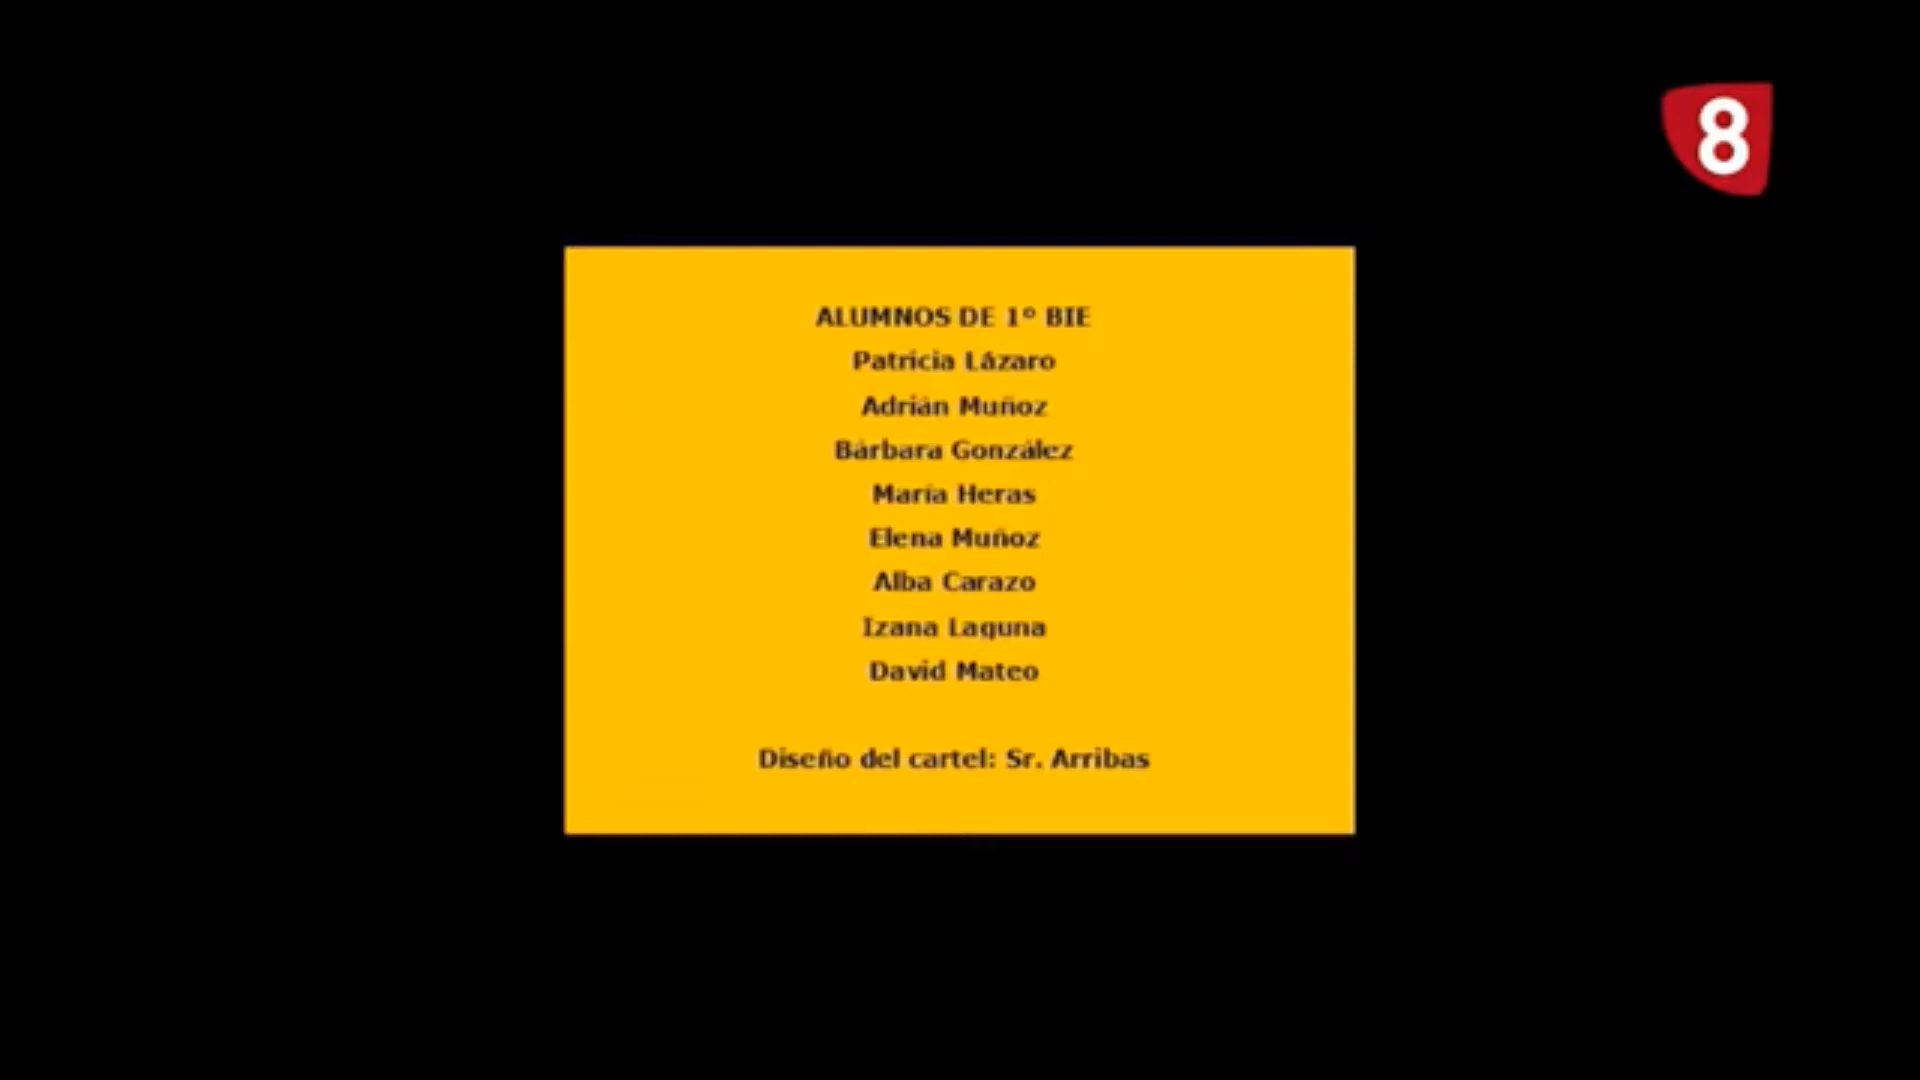 8
ALUMNOS DE 1º BIE
Patricia Lázaro
Adrián Muñoz
Bárbara González
María Heras
Elena Muñoz
Alba Carazo
Izana Laguna
David Mateo
Diseño del cartel: Sr. Arribas